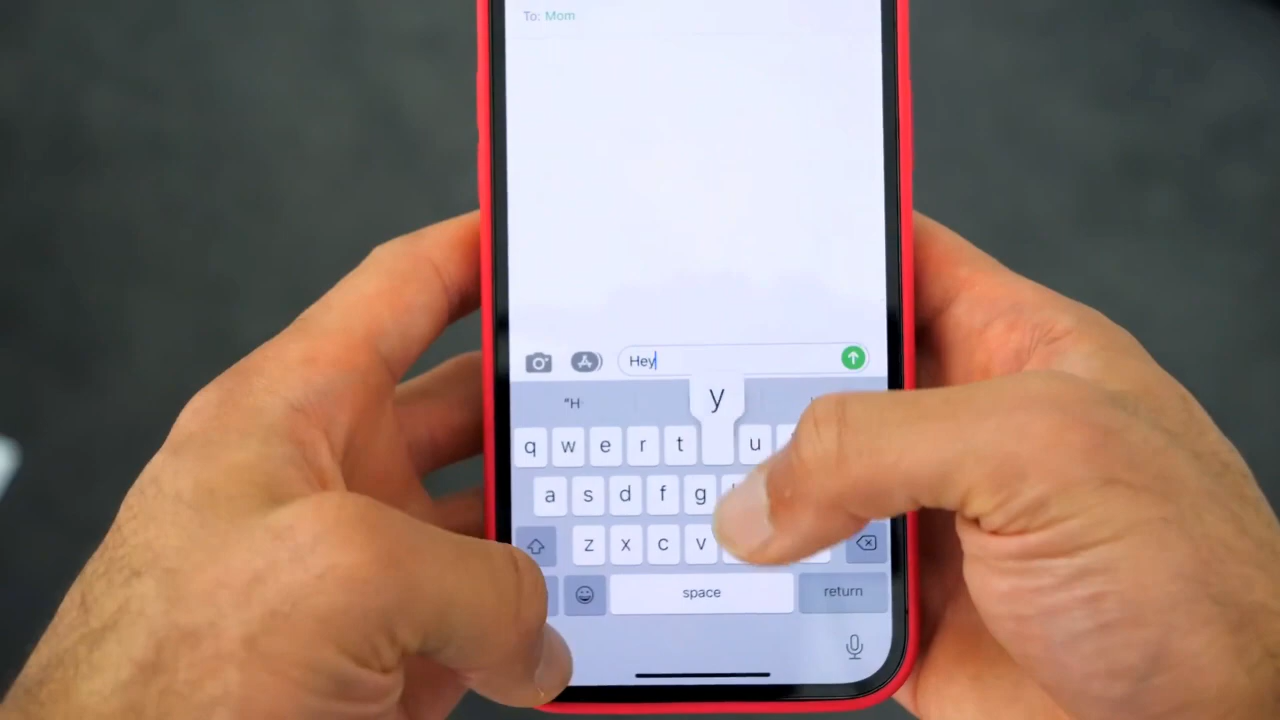 To: Mom
Hey
"H
y
q w e r t u
a s d f g
z x c v
space return